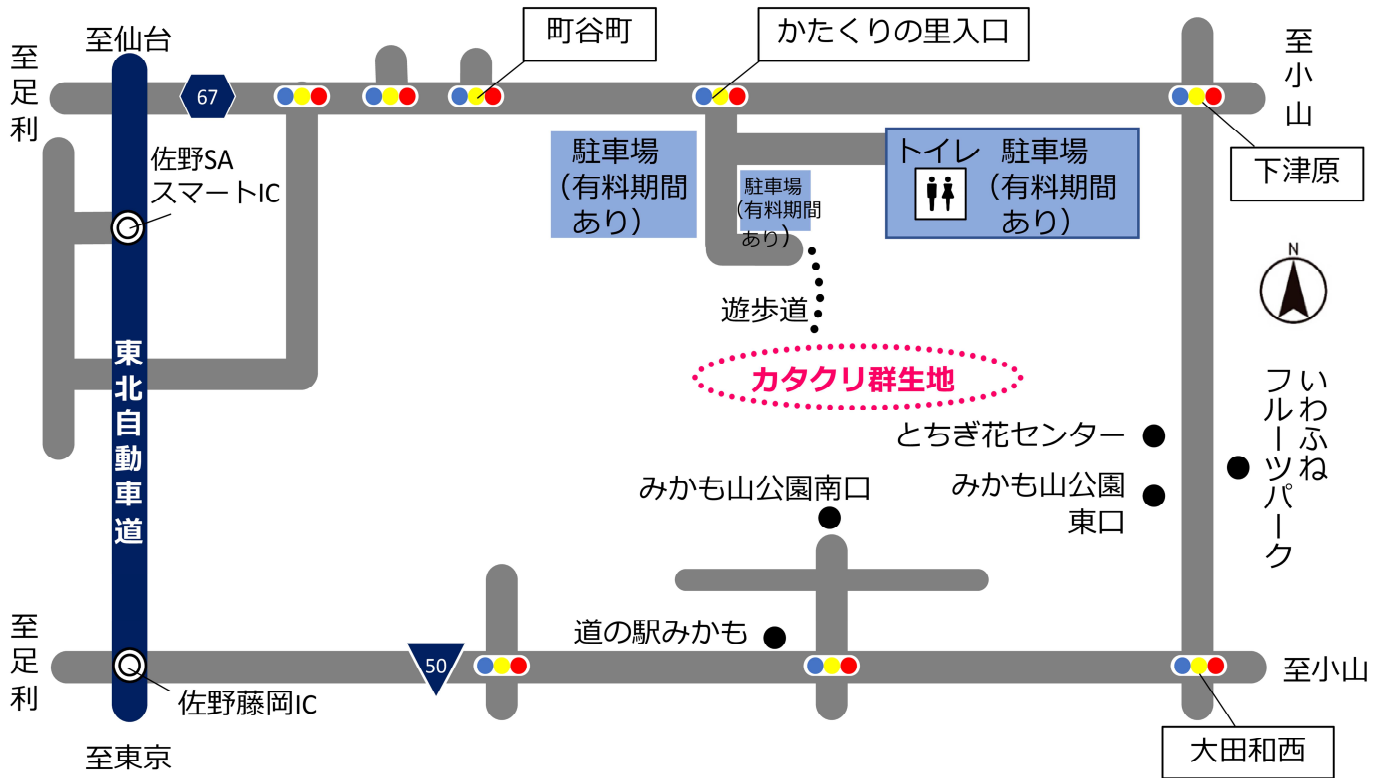 至仙台
町谷町
かたくりの里入口
至足利
至小山
67
佐野SA
スマートIC
駐車場
（有料期間
あり）
駐車場
（有料期間
あり）
トイレ
駐車場
（有料期間
あり）
下津原
N
遊歩道
東北自動車道
カタクリ群生地
いわふね
フルーツパーク
とちぎ花センター
みかも山公園南口
みかも山公園
東口
至足利
道の駅みかも
50
至小山
佐野藤岡IC
大田和西
至東京